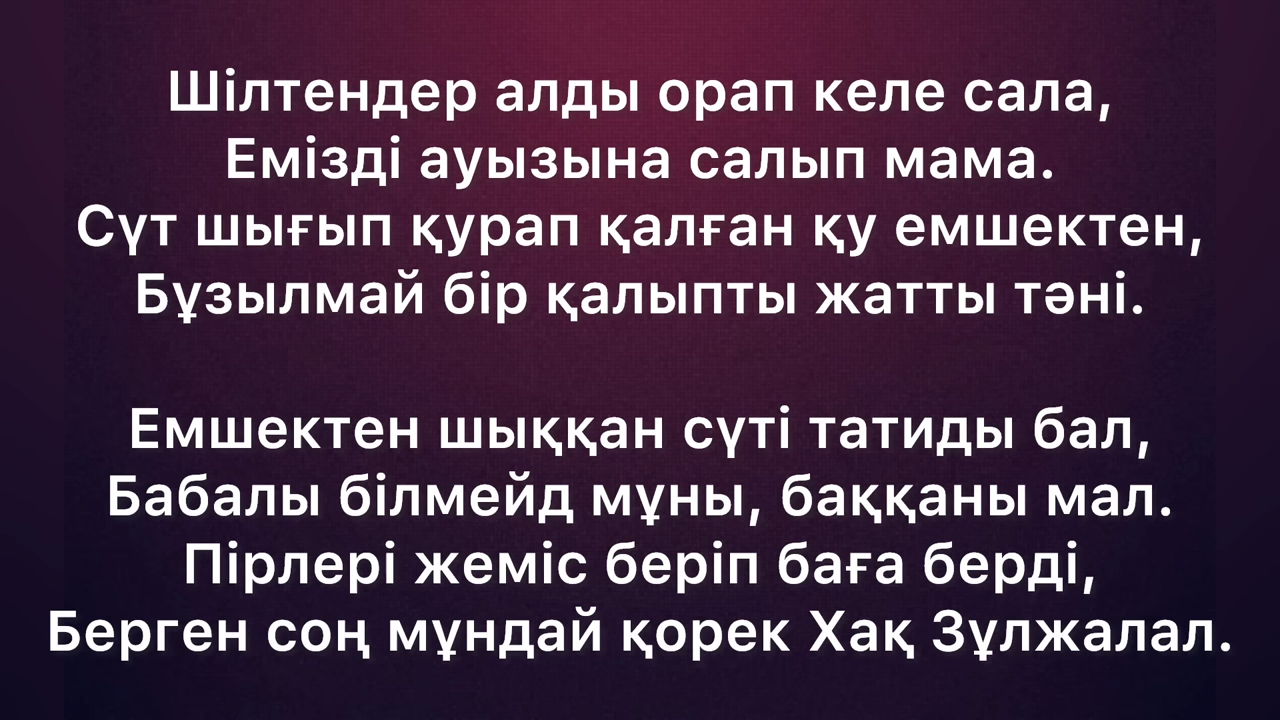 Шілтендер алды орап келе сала,
Емізді ауызына салып мама.
Сүт шығып қурап қалған қу емшектен,
Бұзылмай бір қалыпты жатты тәні.
Емшектен шыққан сүті татиды бал,
Бабалы білмейд мұны, баққаны мал.
Пірлері жеміс беріп баға берді,
Берген соң мұндай қорек Хақ Зұлжалал.